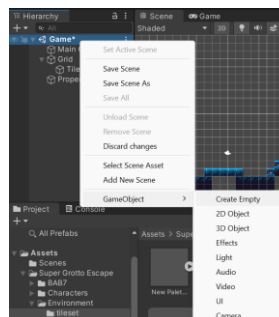 Hierarchy
Scene
Game
All
Shaded
2D
Game*
Main
Grid
Tile
Prope
Set Active Scene
Save Scene
Save Scene As
Save All
Unload Scene
Remove Scene
Discard changes
Select Scene Asset
Add New Scene
GameObject
Create Empty
2D Object
3D Object
Effects
Light
Audio
Video
UI
Camera
Project
Console
All Prefabs
Assets
Scenes
Super Grotto Escape
BAB7
Characters
Environment
tileset
Assets > Supe
New Palet...